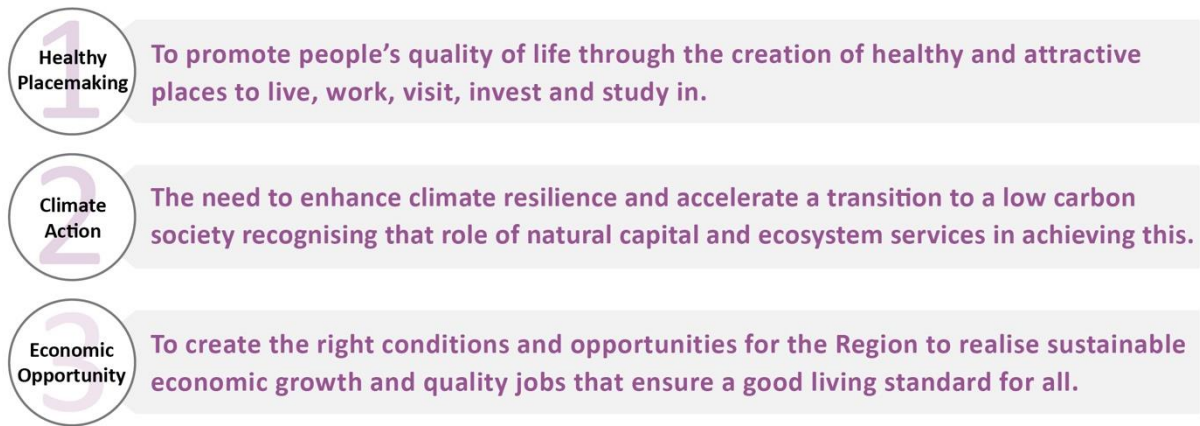 1
Healthy
Placemaking
To promote people’s quality of life through the creation of healthy and attractive
places to live, work, visit, invest and study in.
2
Climate
Action
The need to enhance climate resilience and accelerate a transition to a low carbon
society recognising that role of natural capital and ecosystem services in achieving this.
3
Economic
Opportunity
To create the right conditions and opportunities for the Region to realise sustainable
economic growth and quality jobs that ensure a good living standard for all.